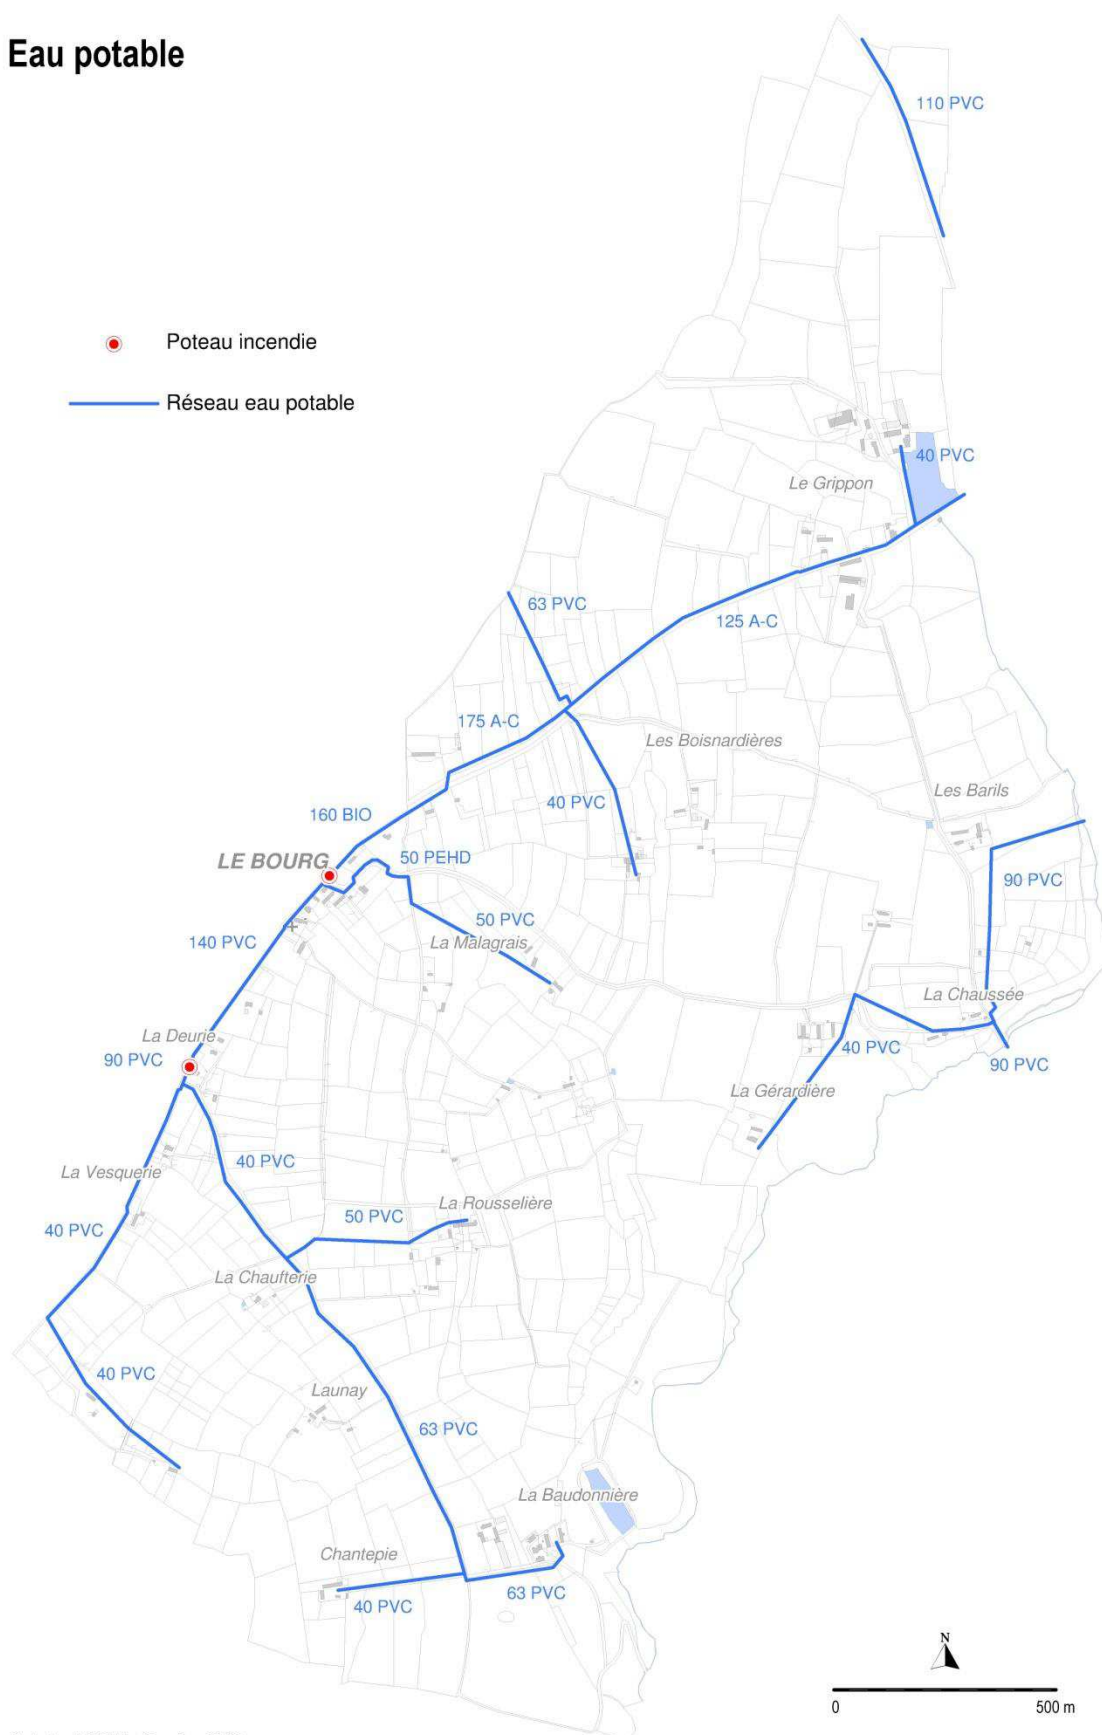 Eau potable
110 PVC
Poteau incendie
Réseau eau potable
40 PVC
Le Grippon
63 PVC
125 A-C
175 A-C
Les Boisnardières
Les Barils
40 PVC
160 BIO
LE BOURG
50 PEHD
90 PVC
50 PVC
140 PVC
La Malagrais
La Chaussée
La Deurie
90 PVC
40 PVC
90 PVC
La Gérardière
40 PVC
La Vesquerie
La Rousselière
50 PVC
40 PVC
La Chaufterie
40 PVC
Launay
63 PVC
La Baudonnière
Chantepie
63 PVC
40 PVC
N
0 500 m